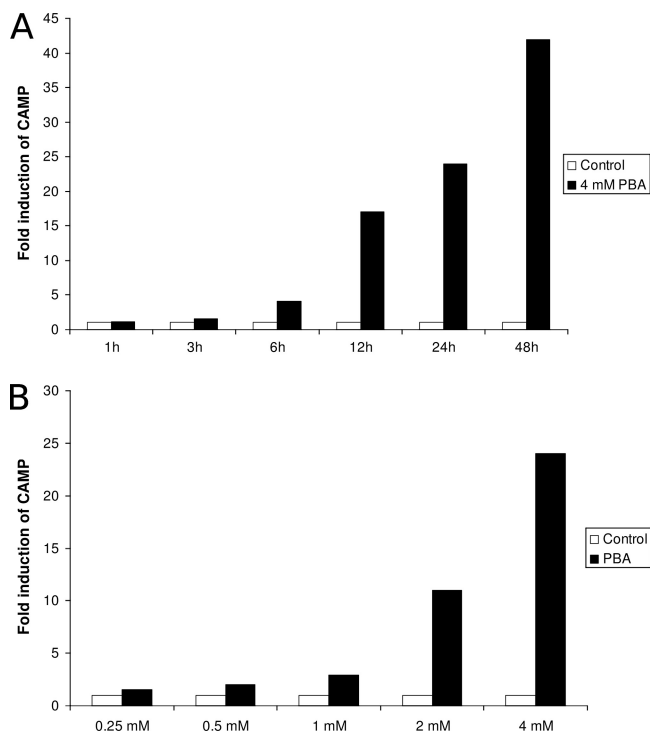 A
Fold induction of CAMP
45
40
35
30
25
20
15
10
5
0
1h 3h 6h 12h 24h 48h
Control
4 mM PBA
B
Fold induction of CAMP
30
25
20
15
10
5
0
0.25 mM 0.5 mM 1 mM 2 mM 4 mM
Control
PBA